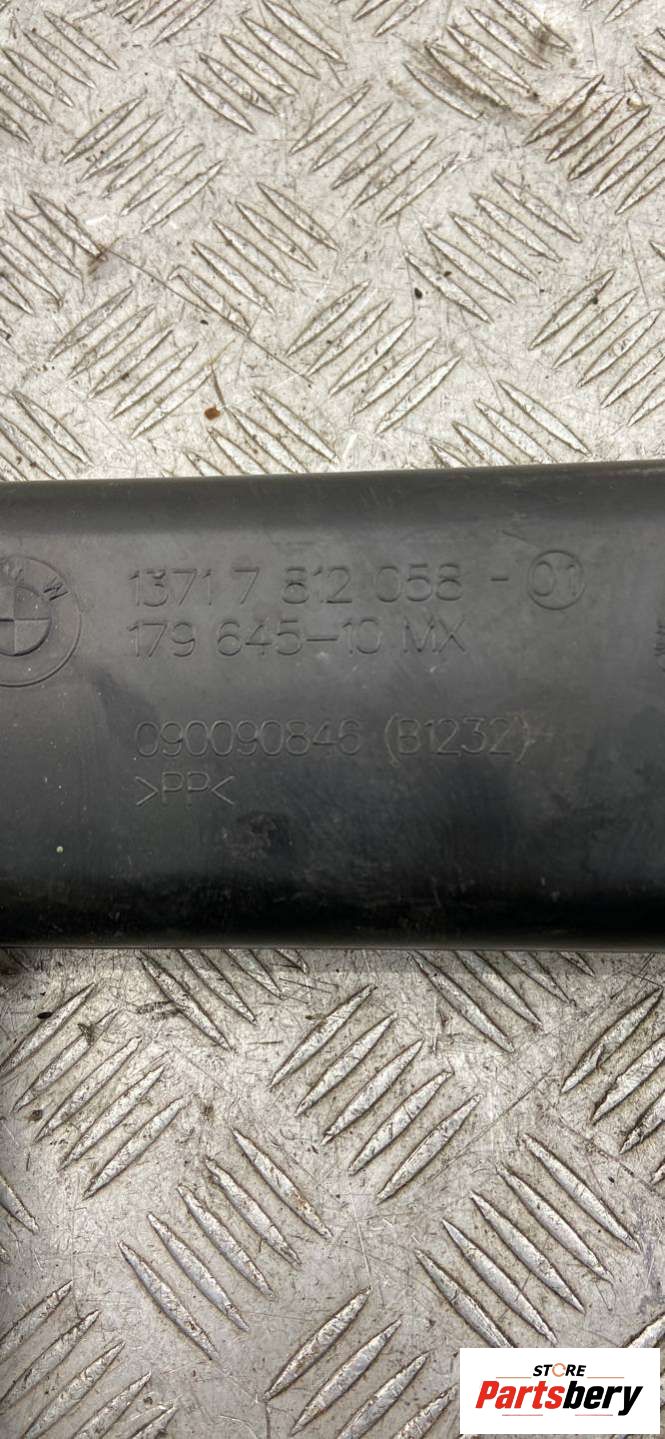 1371 7 812 058 - 01
179 645-10 MX
090090846 (B1232)
>PP<
STORE
Partsbery